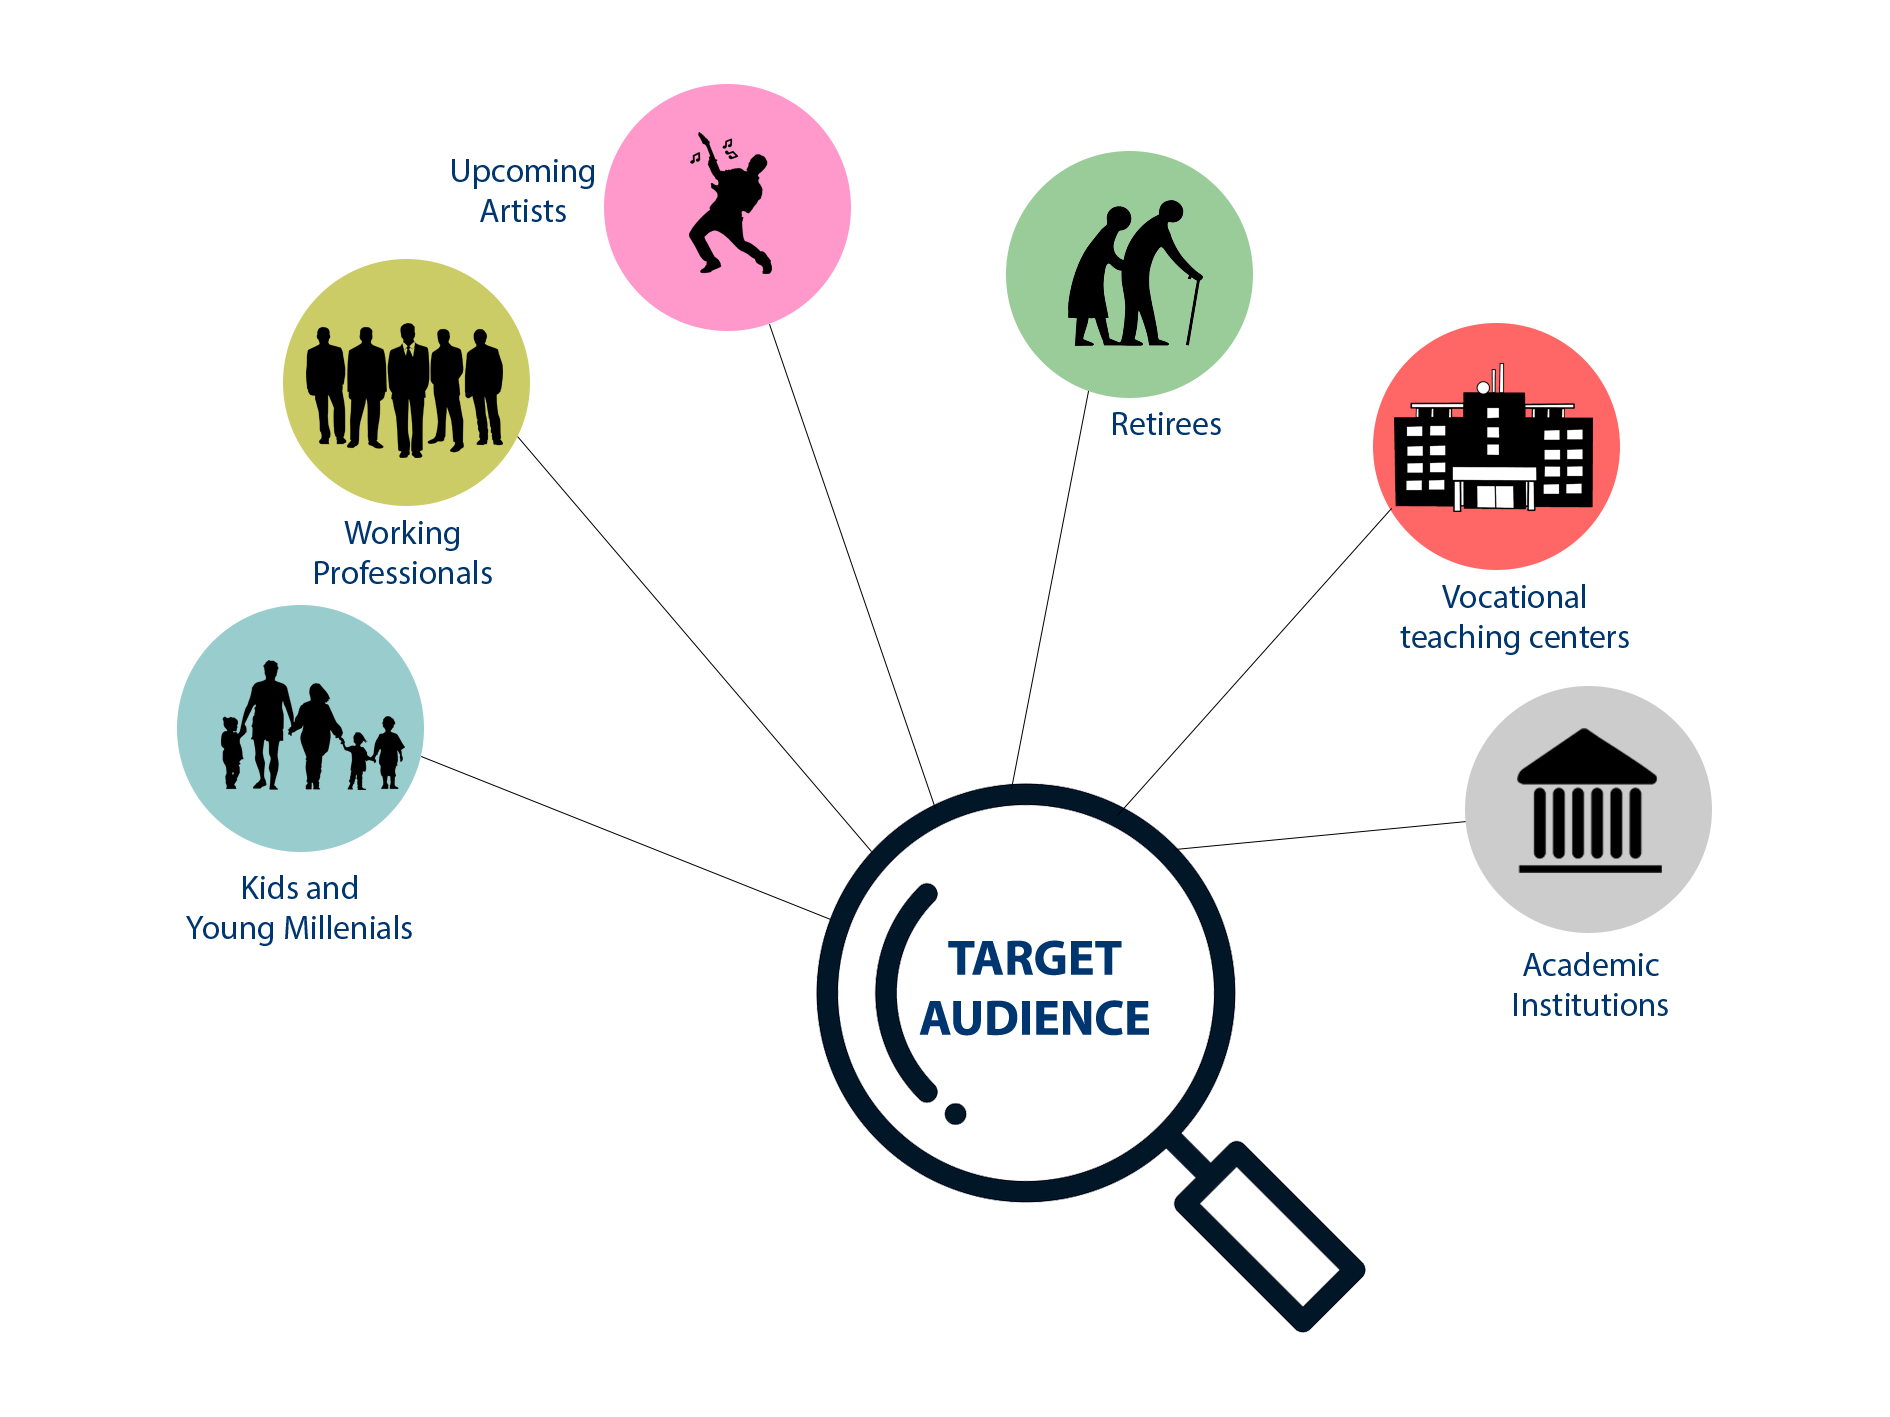 Upcoming
Artists
Retirees
Working
Professionals
Vocational
teaching centers
Kids and
Young Millenials
TARGET
AUDIENCE
Academic
Institutions